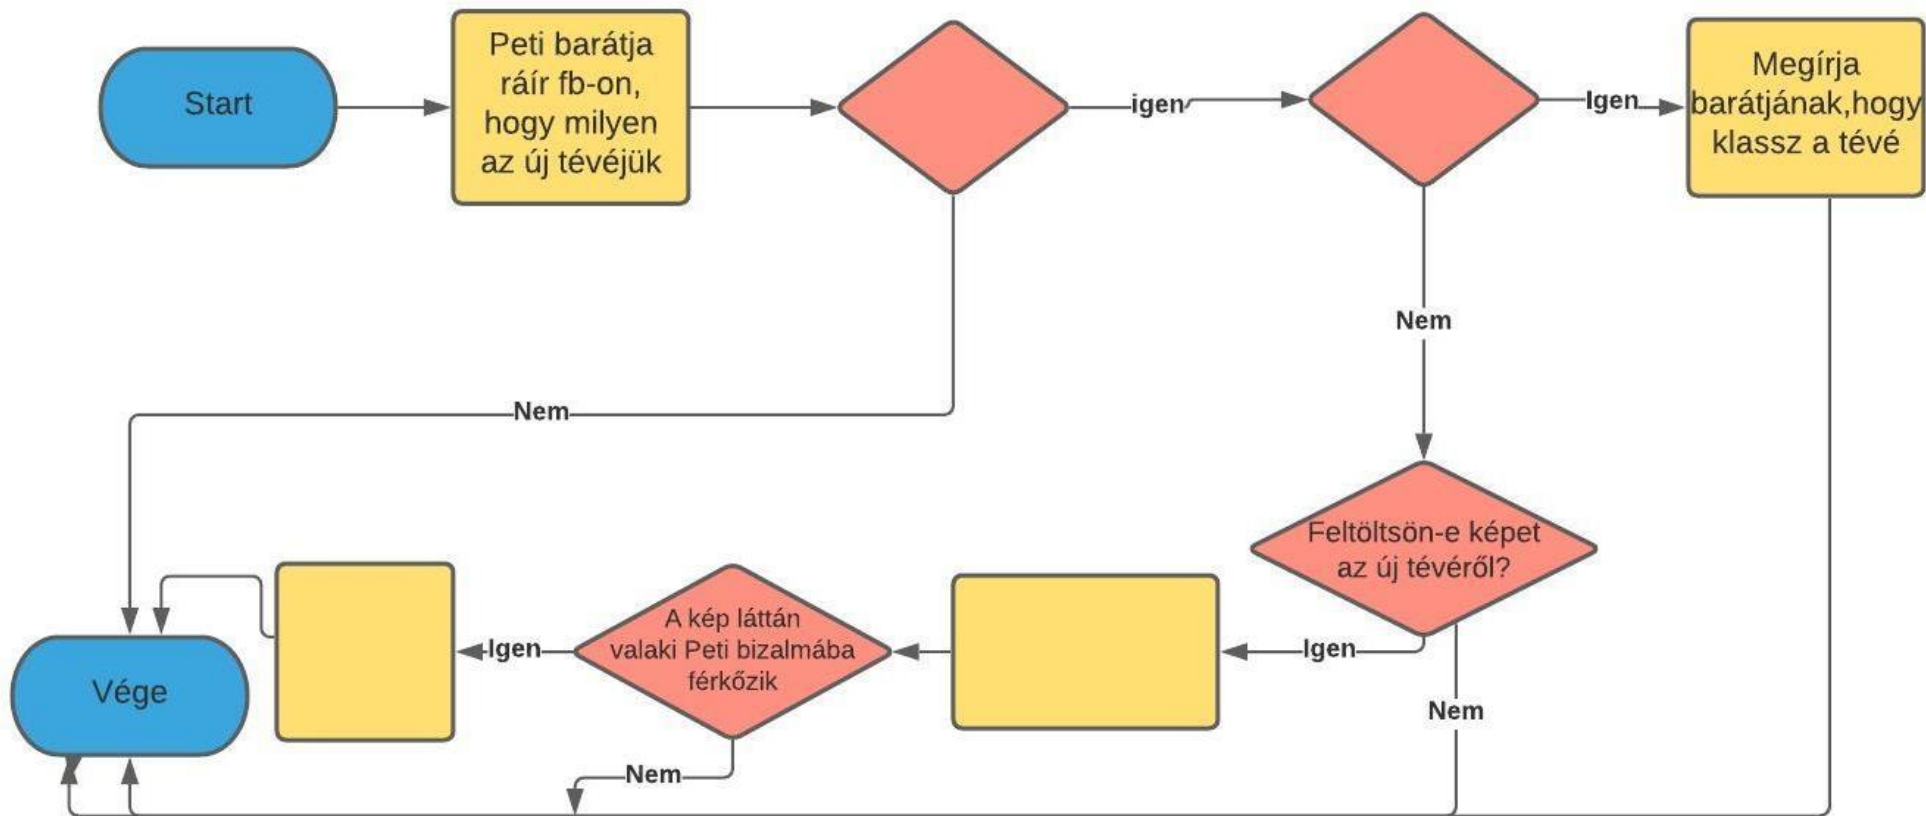 Start
Peti barátja
ráír fb-on,
hogy milyen
az új tévéjük
igen
Igen
Megírja
barátjának,hogy
klassz a tévé
Nem
Nem
Feltöltsön-e képet
az új tévéről?
Igen
A kép láttán
valaki Peti bizalmába
férkőzik
Igen
Vége
Nem
Nem